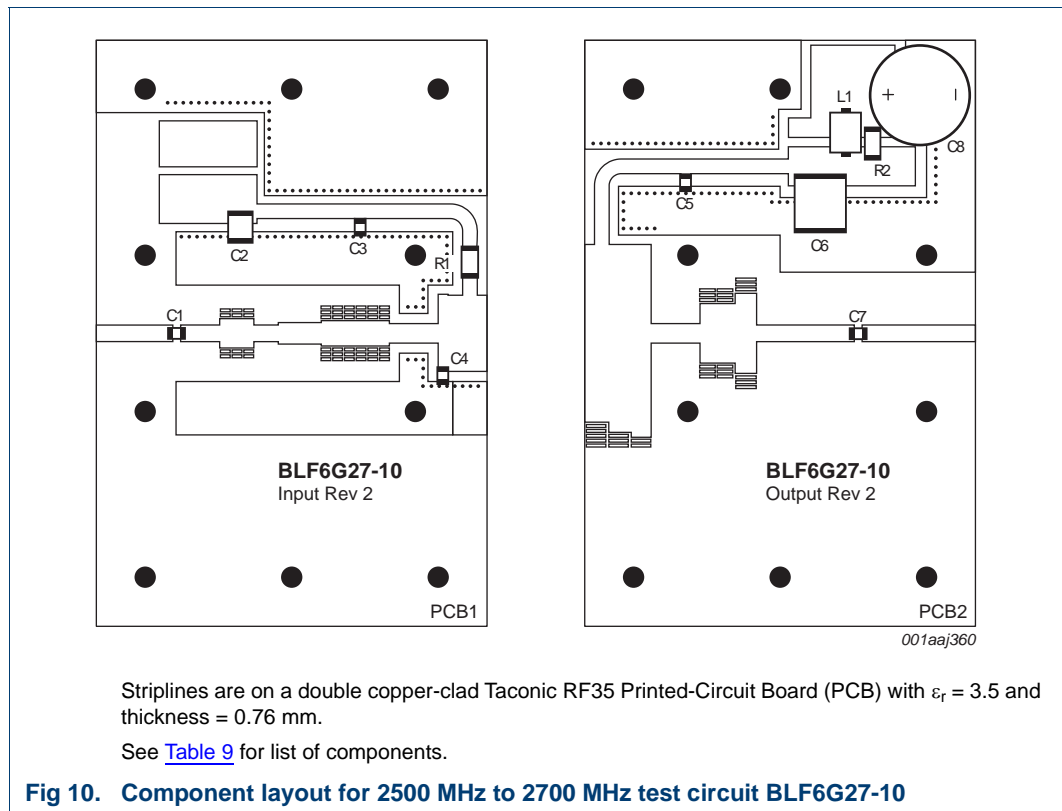 L1
+
−
C8
R2
C5
C6
C2
C3
R1
C1
C4
C7
BLF6G27-10
Input Rev 2
BLF6G27-10
Output Rev 2
PCB1
PCB2
001aaj360
Striplines are on a double copper-clad Taconic RF35 Printed-Circuit Board (PCB) with εr = 3.5 and
thickness = 0.76 mm.
See Table 9 for list of components.
Fig 10. Component layout for 2500 MHz to 2700 MHz test circuit BLF6G27-10